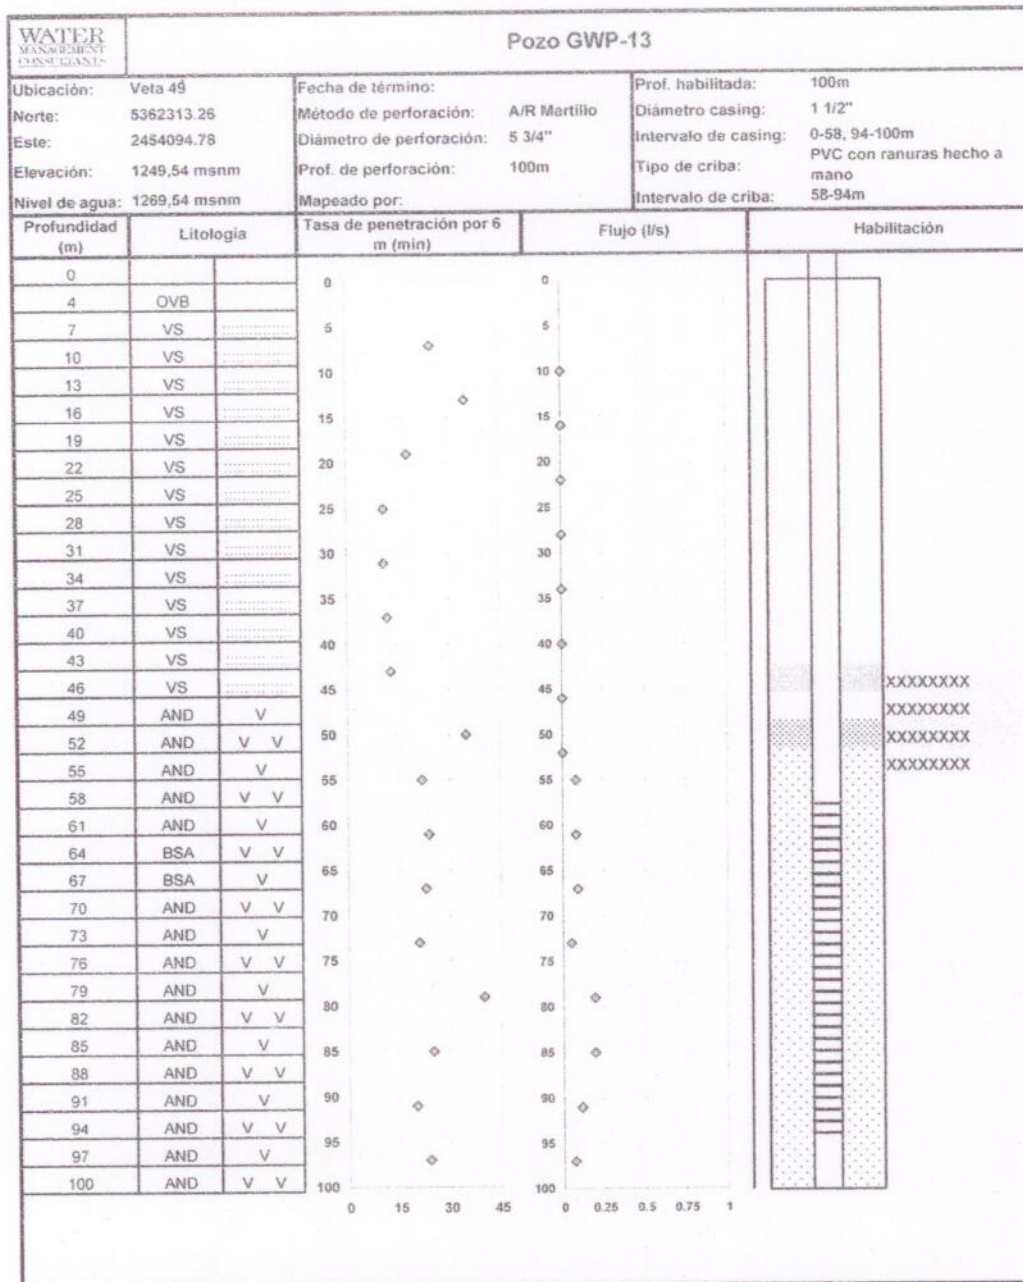 WATER
MANAGEMENT
CONSULTANTS
Pozo GWP-13
Ubicación: Veta 49
Norte: 5362313.26
Este: 2454094.78
Elevación: 1249,54 msnm
Nivel de agua: 1269,54 msnm
Fecha de término:
Método de perforación: A/R Martillo
Diámetro de perforación: 5 3/4"
Prof. de perforación: 100m
Mapeado por:
Prof. habilitada: 100m
Diámetro casing: 1 1/2"
Intervalo de casing: 0-58, 94-100m
Tipo de criba: PVC con ranuras hecho a
mano
Intervalo de criba: 58-94m
Profundidad
(m)
Litología
Tasa de penetración por 6
m (min)
Flujo (l/s)
Habilitación
0
4 OVB
7 VS
10 VS
13 VS
16 VS
19 VS
22 VS
25 VS
28 VS
31 VS
34 VS
37 VS
40 VS
43 VS
46 VS
49 AND V
52 AND V V
55 AND V
58 AND V V
61 AND V
64 BSA V V
67 BSA V
70 AND V V
73 AND V
76 AND V V
79 AND V
82 AND V V
85 AND V
88 AND V V
91 AND V
94 AND V V
97 AND V
100 AND V V
0
5
10
15
20
25
30
35
40
45
50
55
60
65
70
75
80
85
90
95
100
0 15 30 45
0
5
10
15
20
25
30
35
40
45
50
55
60
65
70
75
80
85
90
95
100
0 0.25 0.5 0.75 1
XXXXXXXX
XXXXXXXX
XXXXXXXX
XXXXXXXX